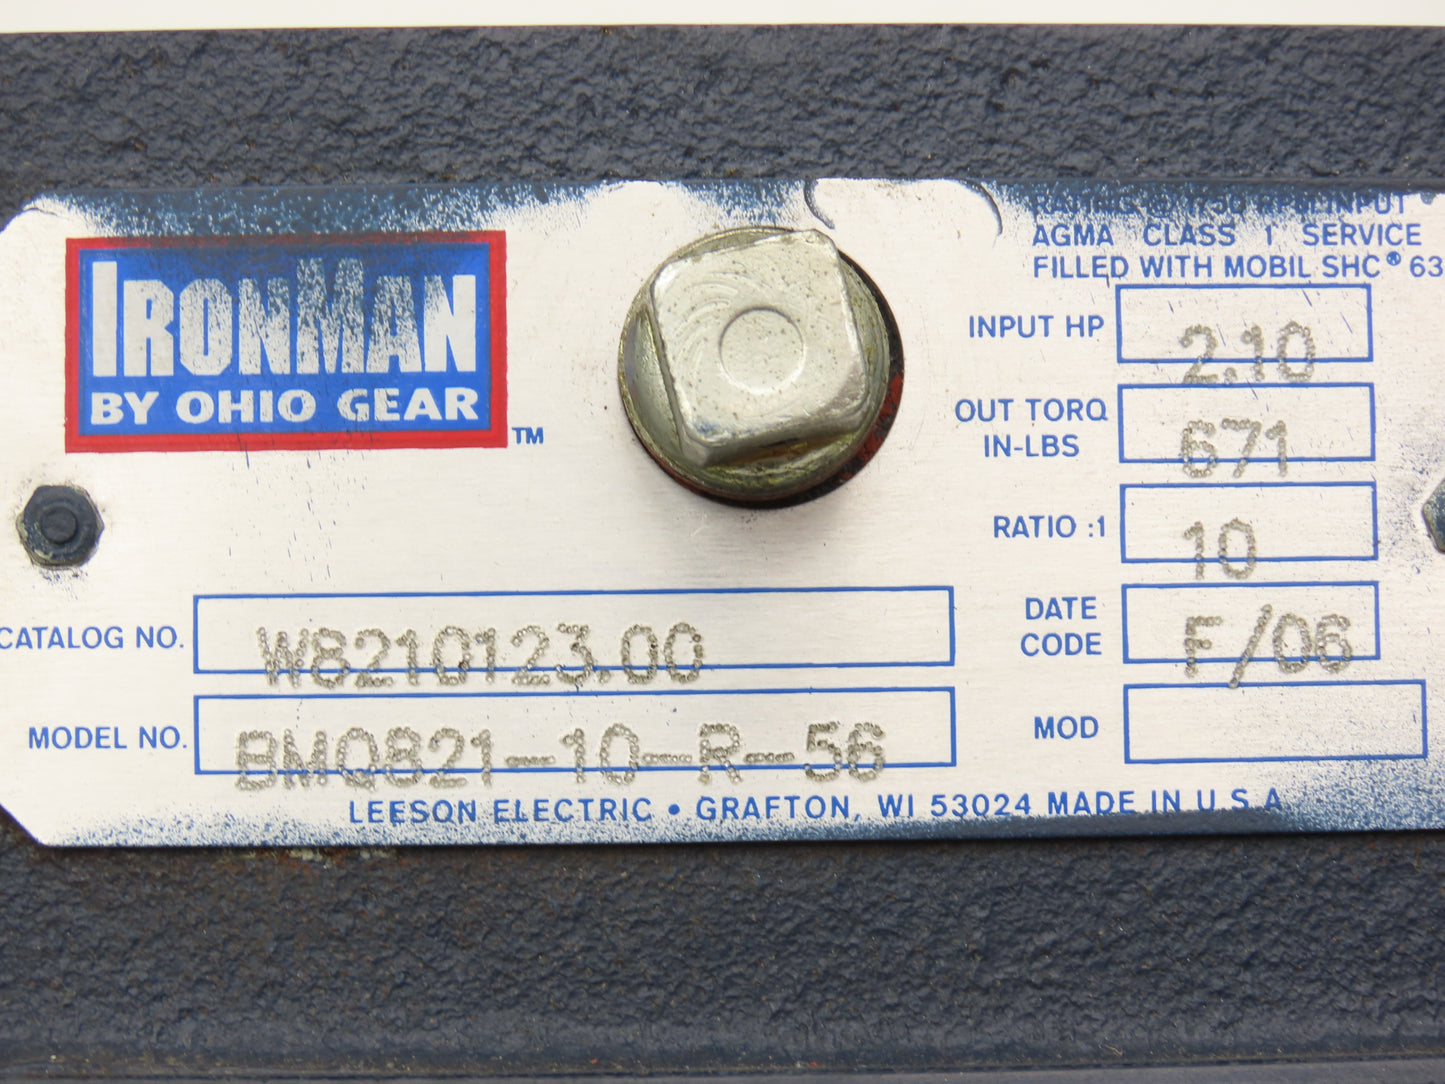 IRONMAN
BY OHIO GEAR
™
RATING @ 1750 RPM INPUT
AGMA CLASS I SERVICE
FILLED WITH MOBIL SHC® 63
INPUT HP 2.10
OUT TORQ
IN-LBS 671
RATIO :1 10
CATALOG NO. W8210123.00
DATE
CODE F/06
MODEL NO. BMQ821-10-R-56
MOD
LEESON ELECTRIC • GRAFTON, WI 53024 MADE IN U.S.A